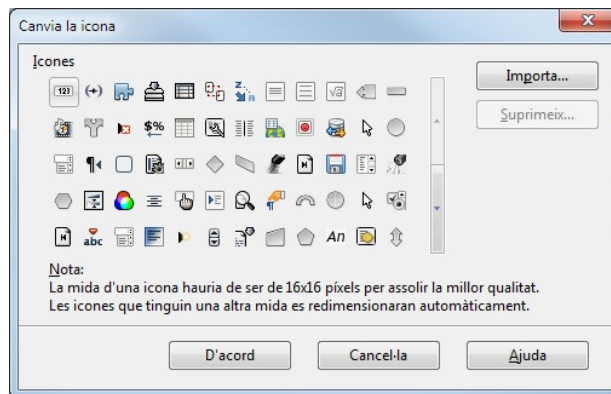 Canvia la icona
Icones
Importa...
Suprimeix...
Nota:
La mida d'una icona hauria de ser de 16x16 píxels per assolir la millor qualitat.
Les icones que tinguin una altra mida es redimensionaran automàticament.
D'acord
Cancel·la
Ajuda